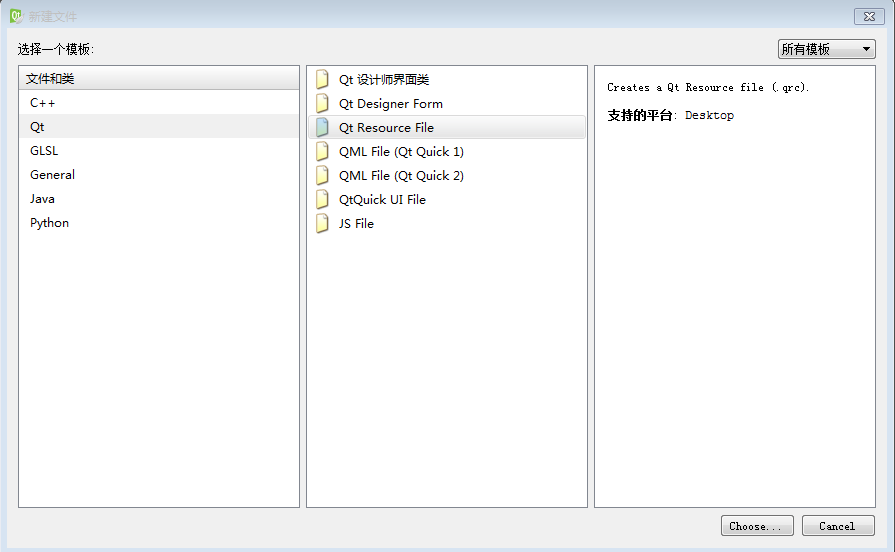 新建文件
选择一个模板:
所有模板
文件和类
C++
Qt
GLSL
General
Java
Python
Qt 设计师界面类
Qt Designer Form
Qt Resource File
QML File (Qt Quick 1)
QML File (Qt Quick 2)
QtQuick UI File
JS File
Creates a Qt Resource file (.qrc).
支持的平台: Desktop
Choose...
Cancel